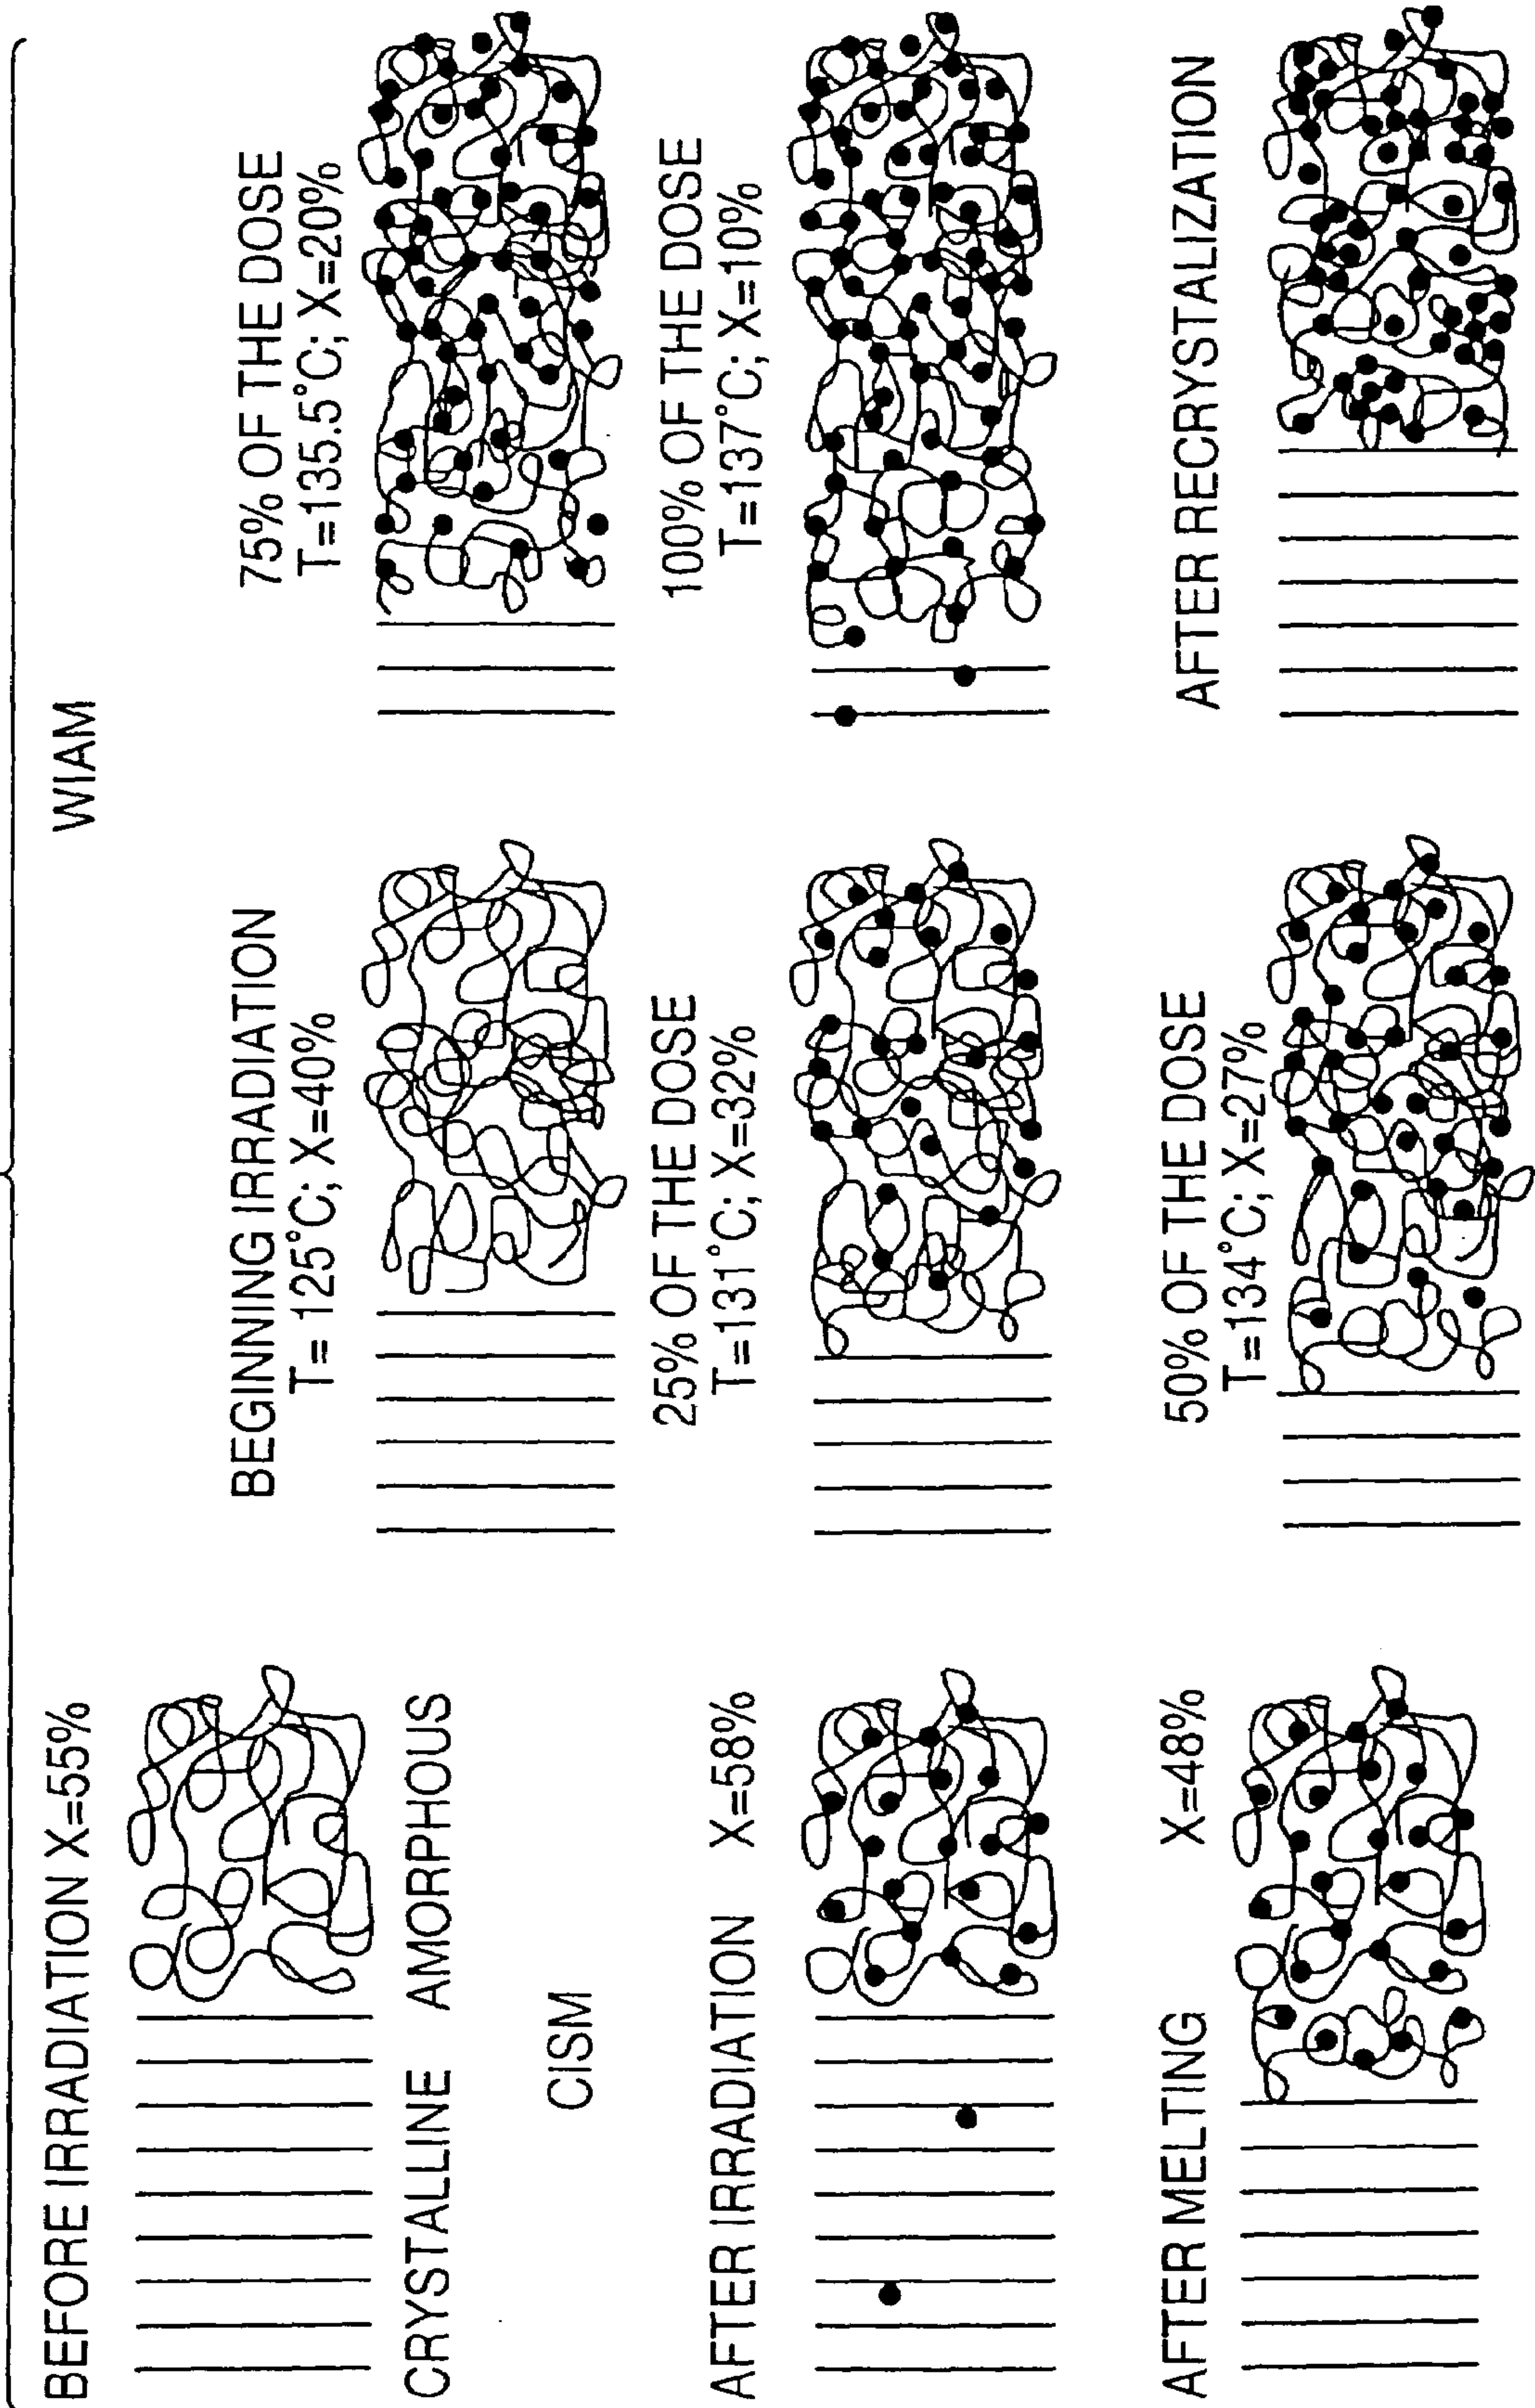 BEFORE IRRADIATION X=55%
CRYSTALLINE AMORPHOUS
CISM
AFTER IRRADIATION X=58%
AFTER MELTING X=48%
WIAM
BEGINNING IRRADIATION
T= 125°C; X=40%
25% OF THE DOSE
T=131°C; X=32%
50% OF THE DOSE
T=134°C; X=27%
75% OF THE DOSE
T=135.5°C; X=20%
100% OF THE DOSE
T=137°C; X=10%
AFTER RECRYSTALIZATION